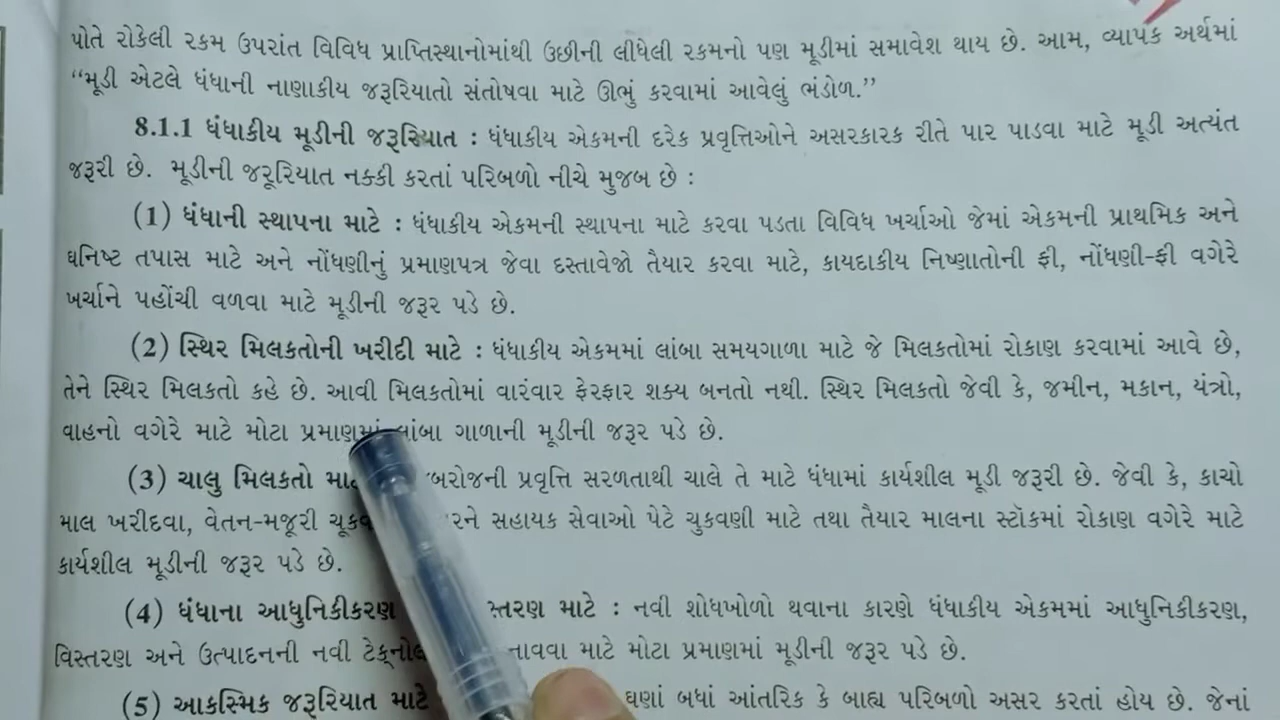 પોતે રોકેલી રકમ ઉપરાંત વિવિધ પ્રાપ્તિસ્થાનોમાંથી ઉછીની લીધેલી રકમનો પણ મૂડીમાં સમાવેશ થાય છે. આમ, વ્યાપક અર્થમાં
“મૂડી એટલે ધંધાની નાણાકીય જરૂરિયાતો સંતોષવા માટે ઊભું કરવામાં આવેલું ભંડોળ.”
8.1.1 ધંધાકીય મૂડીની જરૂરિયાત : ધંધાકીય એકમની દરેક પ્રવૃત્તિઓને અસરકારક રીતે પાર પાડવા માટે મૂડી અત્યંત
જરૂરી છે. મૂડીની જરૂરિયાત નક્કી કરતાં પરિબળો નીચે મુજબ છે :
(1) ધંધાની સ્થાપના માટે : ધંધાકીય એકમની સ્થાપના માટે કરવા પડતા વિવિધ ખર્ચાઓ જેમાં એકમની પ્રાથમિક અને
ઘનિષ્ટ તપાસ માટે અને નોંધણીનું પ્રમાણપત્ર જેવા દસ્તાવેજો તૈયાર કરવા માટે, કાયદાકીય નિષ્ણાતોની ફી, નોંધણી-ફી વગેરે
ખર્ચાને પહોંચી વળવા માટે મૂડીની જરૂર પડે છે.
(2) સ્થિર મિલકતોની ખરીદી માટે : ધંધાકીય એકમમાં લાંબા સમયગાળા માટે જે મિલકતોમાં રોકાણ કરવામાં આવે છે,
તેને સ્થિર મિલકતો કહે છે. આવી મિલકતોમાં વારંવાર ફેરફાર શક્ય બનતો નથી. સ્થિર મિલકતો જેવી કે, જમીન, મકાન, યંત્રો,
વાહનો વગેરે માટે મોટા પ્રમાણમાં લાંબા ગાળાની મૂડીની જરૂર પડે છે.
(3) ચાલુ મિલકતો પ્રવૃત્તિ સરળતાથી ચાલે તે માટે ધંધામાં કાર્યશીલ મૂડી જરૂરી છે. જેવી કે, કાચો
માલ ખરીદવા, વેતન-મજૂરી સહાયક સેવાઓ પેટે ચુકવણી માટે તથા તૈયાર માલના સ્ટૉકમાં રોકાણ વગેરે માટે
કાર્યશીલ મૂડીની જરૂર પડે છે.
(4) ધંધાના આધુનિકીકરણ માટે : નવી શોધખોળો થવાના કારણે ધંધાકીય એકમમાં આધુનિકીકરણ,
વિસ્તરણ અને ઉત્પાદનની નવી માટે મોટા પ્રમાણમાં મૂડીની જરૂર પડે છે.
(5) આકસ્મિક જરૂરિયાત માટે ઘણાં બધાં આંતરિક કે બાહ્ય પરિબળો અસર કરતાં હોય છે. જેનાં